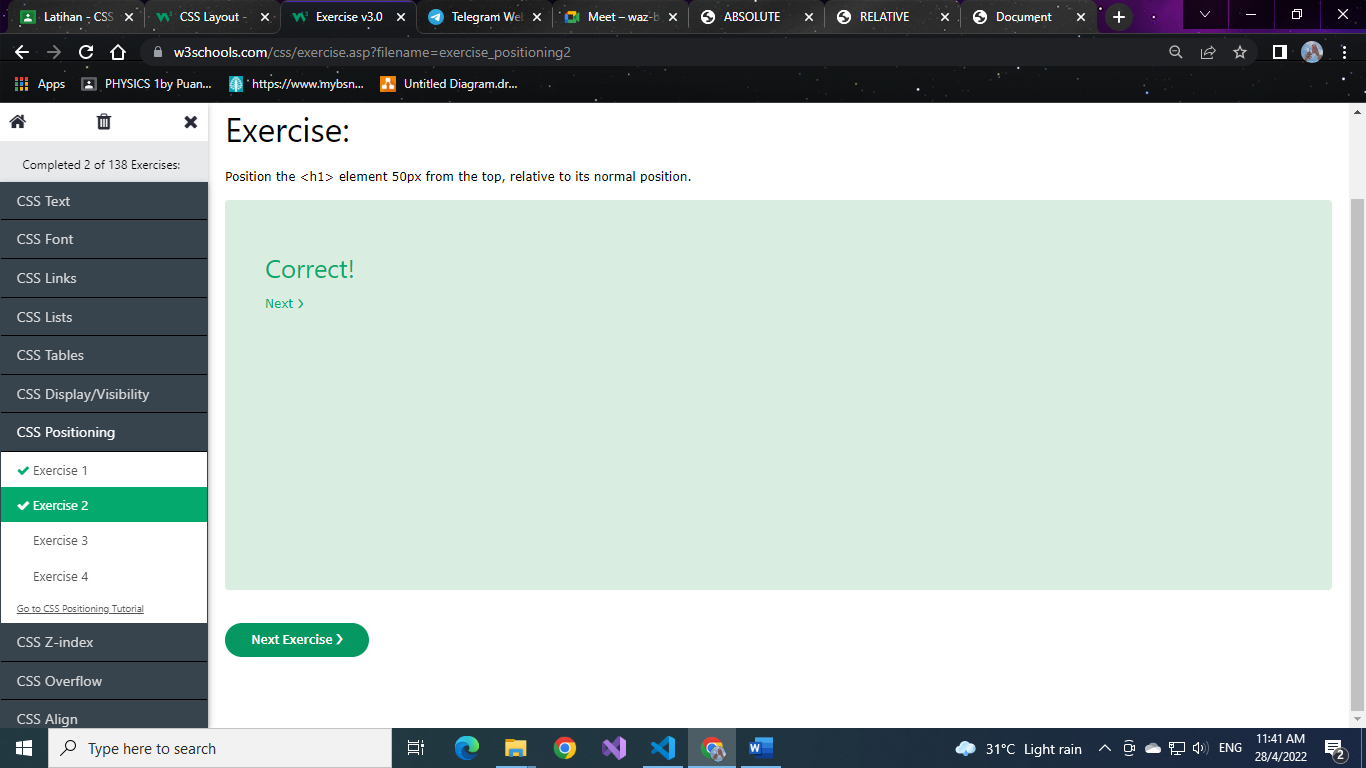 Latihan - CSS
CSS Layout -
Exercise v3.0
Telegram Web
Meet – waz-b
ABSOLUTE
RELATIVE
Document
w3schools.com/css/exercise.asp?filename=exercise_positioning2
Apps
PHYSICS 1by Puan...
https://www.mybsn...
Untitled Diagram.dr...
Completed 2 of 138 Exercises:
CSS Text
CSS Font
CSS Links
CSS Lists
CSS Tables
CSS Display/Visibility
CSS Positioning
Exercise 1
Exercise 2
Exercise 3
Exercise 4
Go to CSS Positioning Tutorial
CSS Z-index
CSS Overflow
CSS Align
Exercise:
Position the <h1> element 50px from the top, relative to its normal position.
Correct!
Next ❯
Next Exercise ❯
Type here to search
31°C Light rain
ENG
11:41 AM
28/4/2022
2